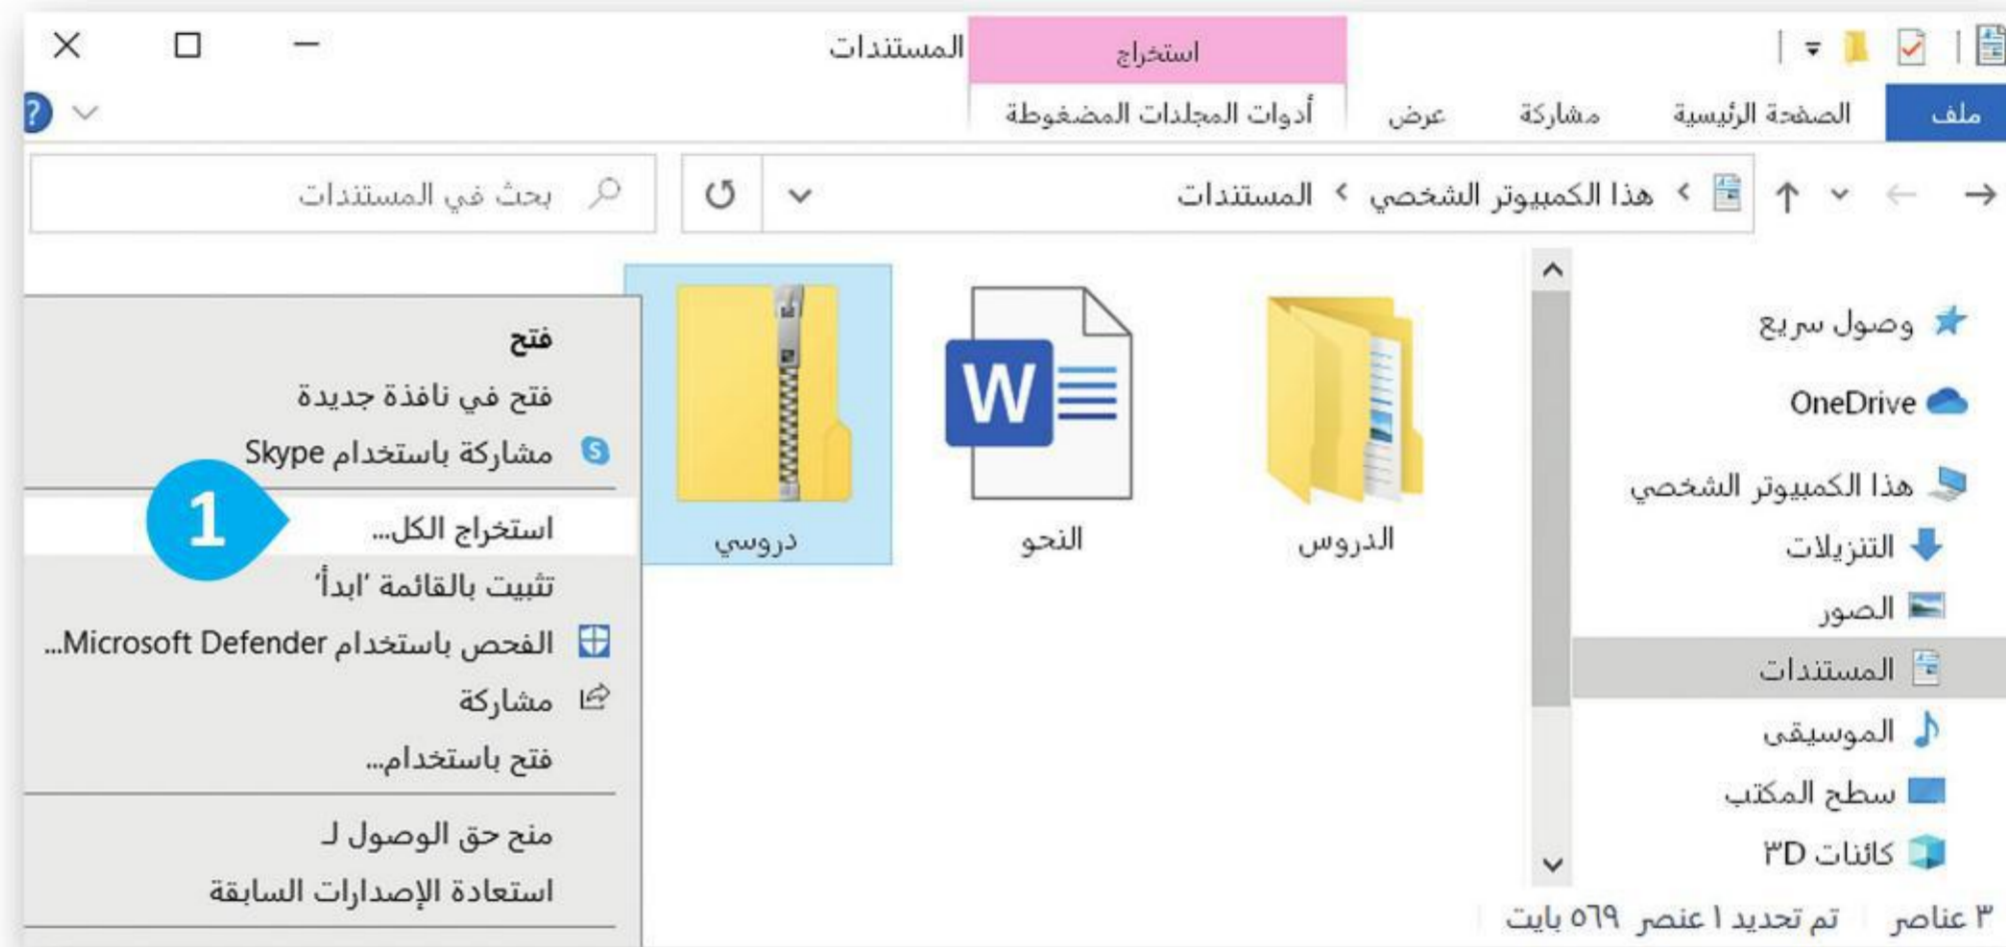 استخراج
المستندات
ملف
الصفحة الرئيسية
مشاركة
عرض
أدوات المجلدات المضغوطة
?
هذا الكمبيوتر الشخصي
المستندات
بحث في المستندات
وصول سريع
OneDrive
هذا الكمبيوتر الشخصي
التنزيلات
الصور
المستندات
الموسيقى
سطح المكتب
كائنات ٣D
W
الدروس
النحو
دروسي
فتح
فتح في نافذة جديدة
مشاركة باستخدام Skype
1
استخراج الكل...
تثبيت بالقائمة 'ابدأ'
الفحص باستخدام Microsoft Defender...
مشاركة
فتح باستخدام...
منح حق الوصول لـ
استعادة الإصدارات السابقة
٣ عناصر
تم تحديد ١ عنصر ٥٦٩ بايت